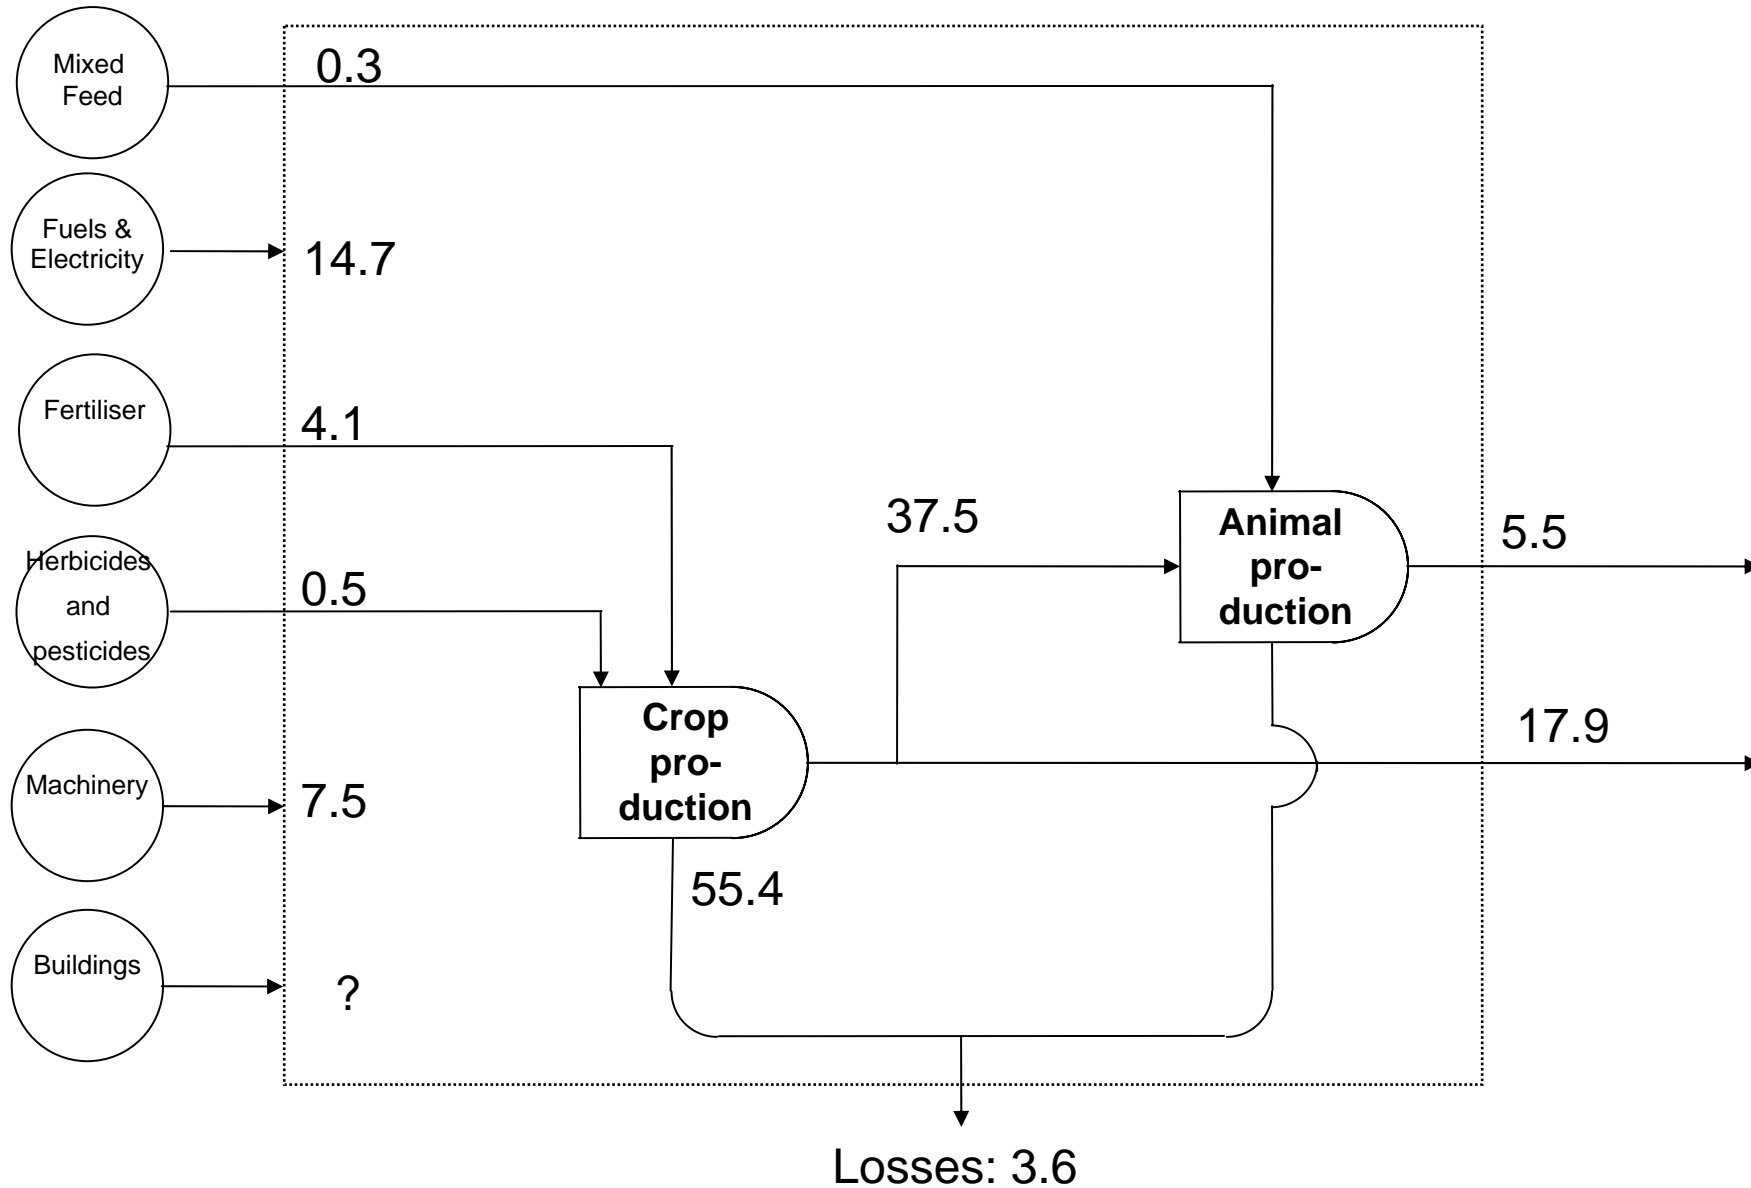 Mixed
Feed
0.3
Fuels &
Electricity
14.7
Fertiliser
4.1
Herbicides
and
pesticides
0.5
37.5
Animal
pro-
duction
5.5
Crop
pro-
duction
17.9
Machinery
7.5
55.4
Buildings
?
Losses: 3.6